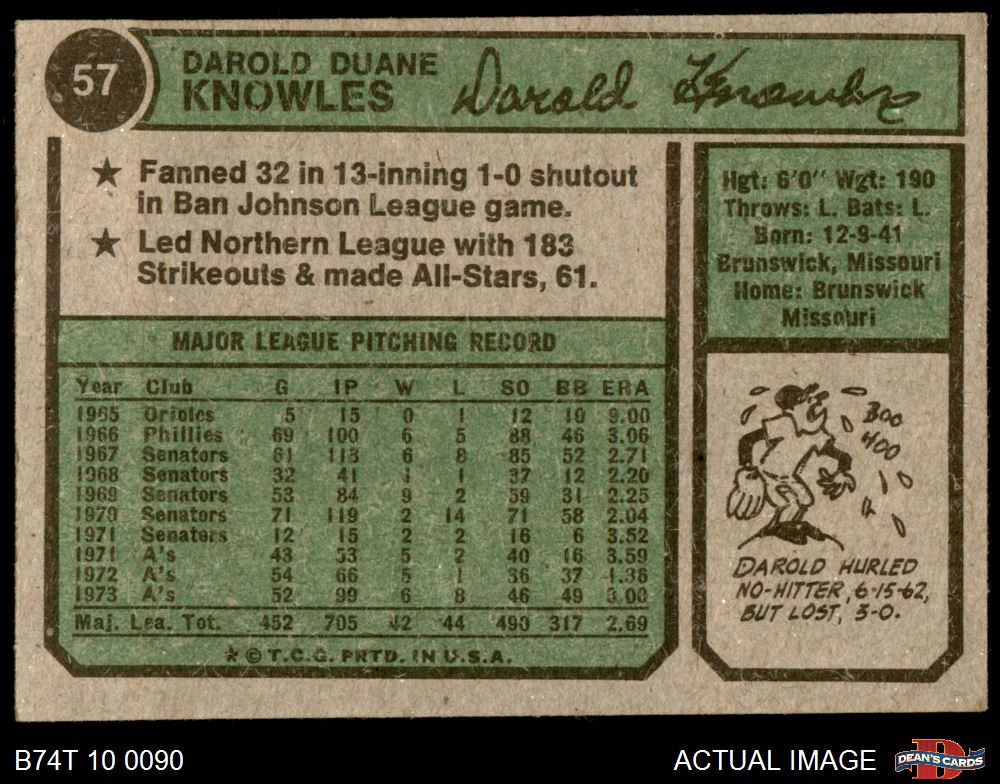 57
DAROLD DUANE
KNOWLES
Darold Knowles
★ Fanned 32 in 13-inning 1-0 shutout
in Ban Johnson League game.
★ Led Northern League with 183
Strikeouts & made All-Stars, 61.
MAJOR LEAGUE PITCHING RECORD
Year Club G IP W L SO BB ERA
1965 Orioles 5 15 0 1 12 10 9.00
1966 Phillies 69 100 6 5 88 46 3.06
1967 Senators 61 113 6 8 85 52 2.71
1968 Senators 32 41 1 1 37 12 2.20
1969 Senators 53 84 9 2 59 31 2.25
1970 Senators 71 119 2 14 71 58 2.04
1971 Senators 12 15 2 2 16 6 3.52
1971 A's 43 53 5 2 40 16 3.59
1972 A's 54 66 5 1 36 37 1.36
1973 A's 52 99 6 8 46 49 3.00
Maj. Lea. Tot. 452 705 42 44 490 317 2.69
★ © T.C.G. PRTD. IN U.S.A.
Hgt: 6'0" Wgt: 190
Throws: L. Bats: L.
Born: 12-9-41
Brunswick, Missouri
Home: Brunswick
Missouri
BOO
HOO
DAROLD HURLED
NO-HITTER, 6-15-62,
BUT LOST, 3-0.
B74T 10 0090
ACTUAL IMAGE
DEAN'S CARDS